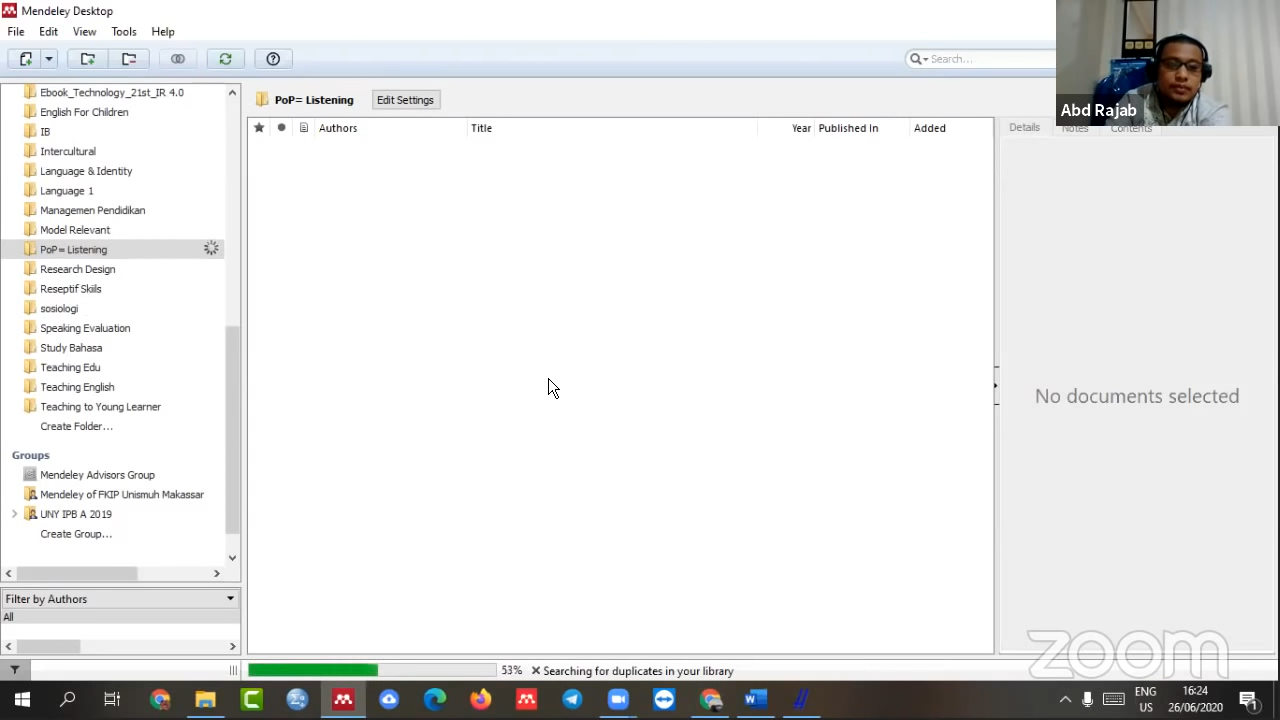 Mendeley Desktop
File Edit View Tools Help
Search...
Abd Rajab
Ebook_Technology_21st_IR 4.0
English For Children
IB
Intercultural
Language & Identity
Language 1
Managemen Pendidikan
Model Relevant
PoP= Listening
Research Design
Reseptif Skiils
sosiologi
Speaking Evaluation
Study Bahasa
Teaching Edu
Teaching English
Teaching to Young Learner
Create Folder...
Groups
Mendeley Advisors Group
Mendeley of FKIP Unismuh Makassar
UNY IPB A 2019
Create Group...
Filter by Authors
All
PoP= Listening Edit Settings
Authors Title Year Published In Added
Details Notes Contents
No documents selected
zoom
53% Searching for duplicates in your library
ENG
US
16:24
26/06/2020
1